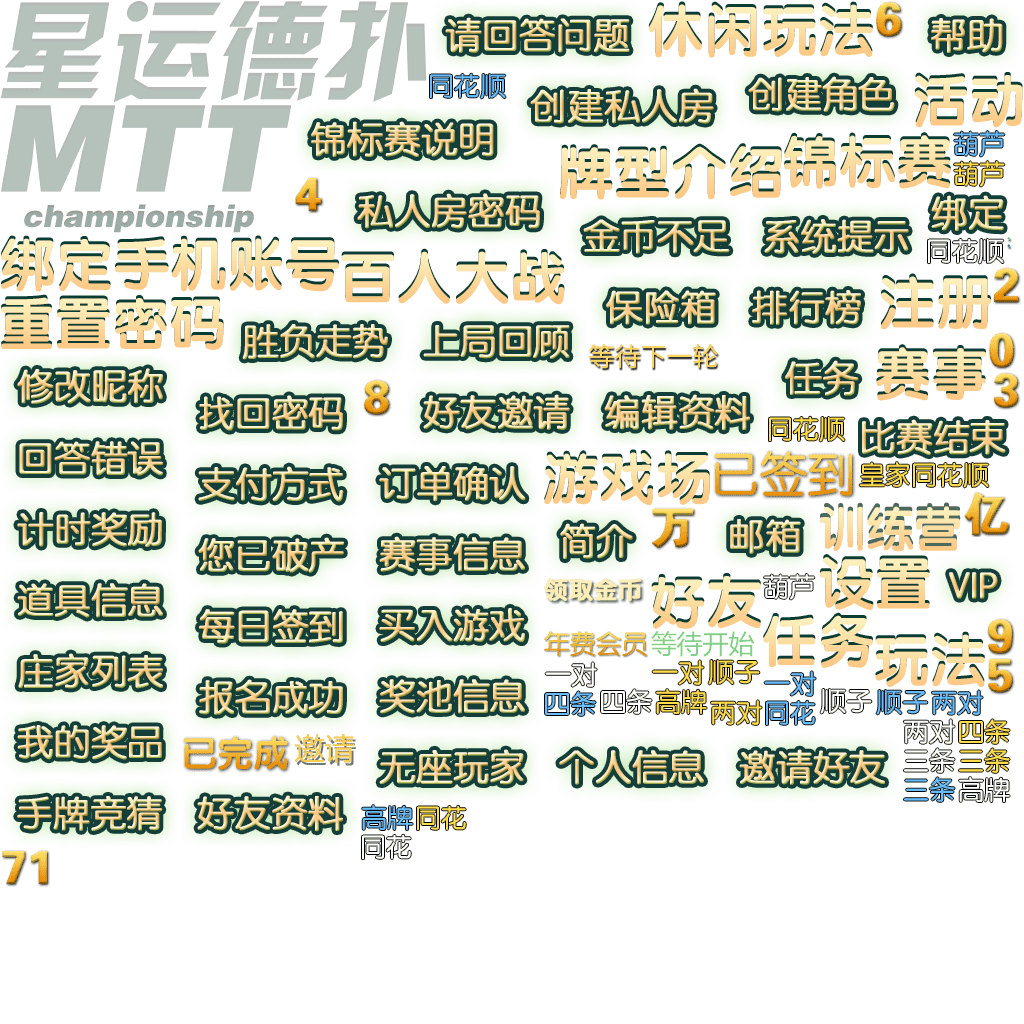 星运德扑
MTT
championship
请回答问题
休闲玩法
6
帮助
同花顺
创建私人房
创建角色
活动
锦标赛说明
牌型介绍
锦标赛
葫芦
葫芦
4
私人房密码
金币不足
系统提示
绑定
同花顺
绑定手机账号
百人大战
保险箱
排行榜
注册
2
重置密码
胜负走势
上局回顾
等待下一轮
任务
赛事
0
3
修改昵称
找回密码
8
好友邀请
编辑资料
同花顺
比赛结束
回答错误
支付方式
订单确认
游戏场
已签到
皇家同花顺
计时奖励
您已破产
赛事信息
简介
万
邮箱
训练营
亿
道具信息
每日签到
买入游戏
领取金币
好友
葫芦
设置
VIP
年费会员
等待开始
任务
玩法
9
5
庄家列表
报名成功
奖池信息
一对
一对
顺子
一对
四条
四条
高牌
两对
同花
顺子
顺子
两对
我的奖品
已完成
邀请
无座玩家
个人信息
邀请好友
两对
四条
三条
三条
三条
高牌
手牌竞猜
好友资料
高牌
同花
同花
71